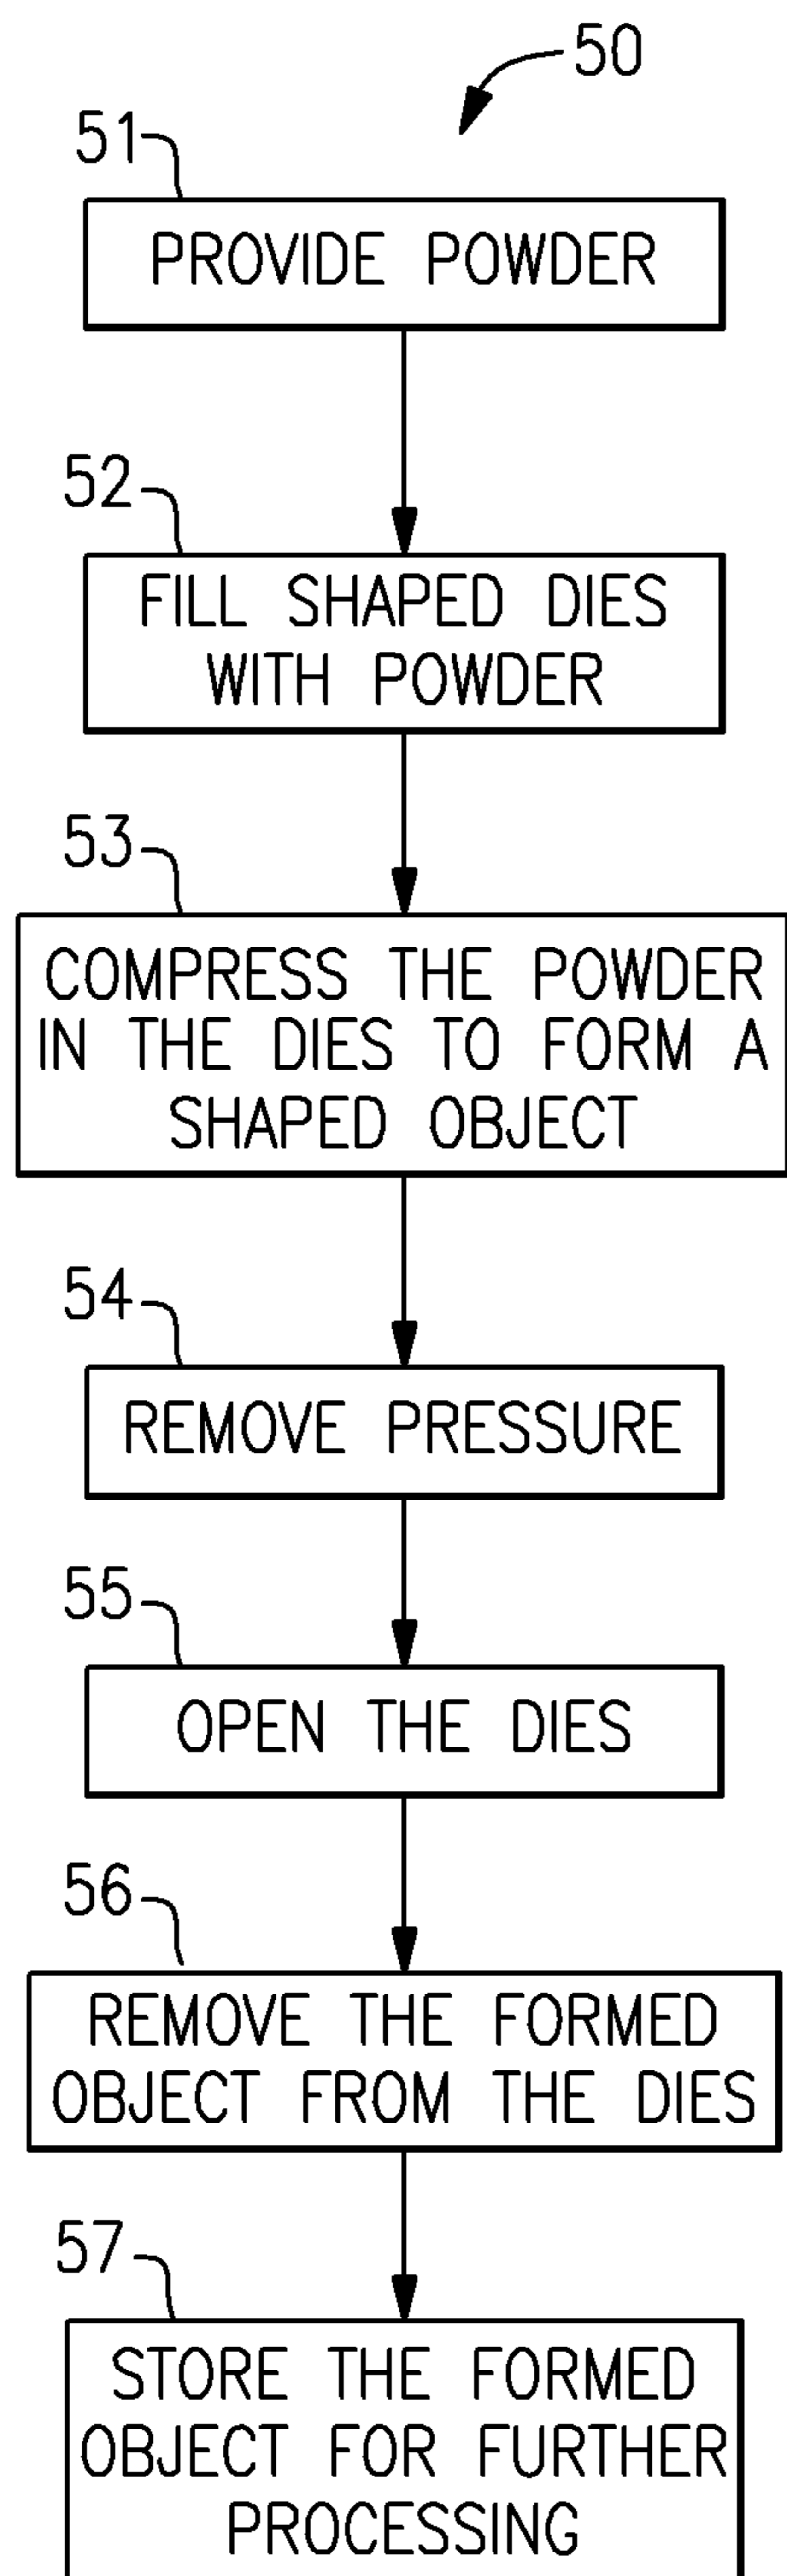 50
51
PROVIDE POWDER
52
FILL SHAPED DIES
WITH POWDER
53
COMPRESS THE POWDER
IN THE DIES TO FORM A
SHAPED OBJECT
54
REMOVE PRESSURE
55
OPEN THE DIES
56
REMOVE THE FORMED
OBJECT FROM THE DIES
57
STORE THE FORMED
OBJECT FOR FURTHER
PROCESSING